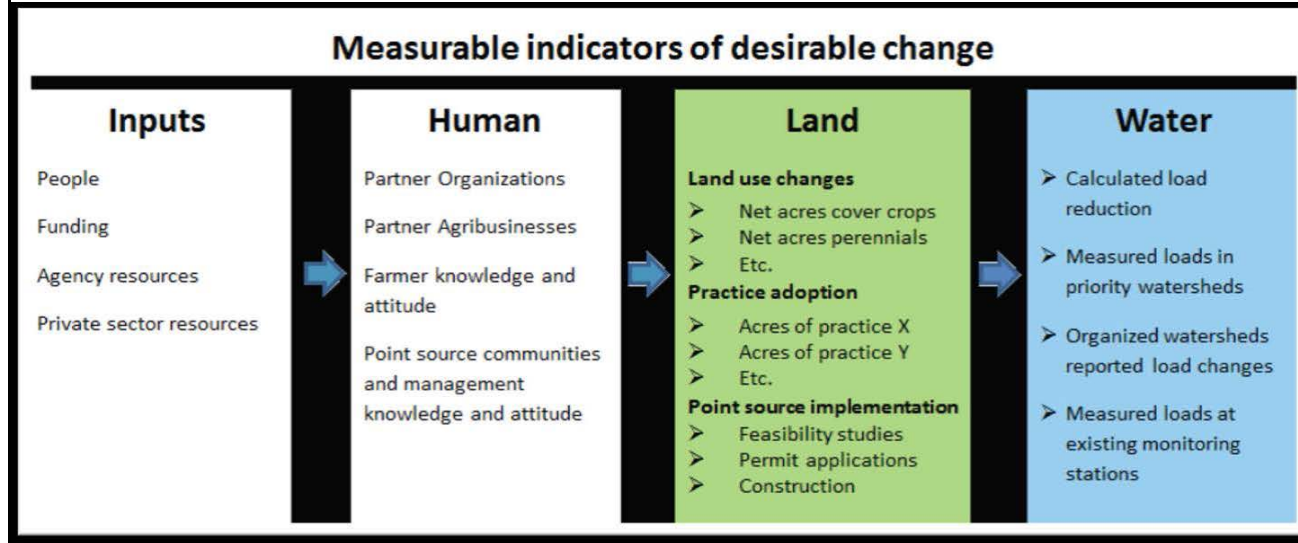 Measurable indicators of desirable change
Inputs
People
Funding
Agency resources
Private sector resources
Human
Partner Organizations
Partner Agribusinesses
Farmer knowledge and
attitude
Point source communities
and management
knowledge and attitude
Land
Land use changes
➢ Net acres cover crops
➢ Net acres perennials
➢ Etc.
Practice adoption
➢ Acres of practice X
➢ Acres of practice Y
➢ Etc.
Point source implementation
➢ Feasibility studies
➢ Permit applications
➢ Construction
Water
➢ Calculated load
reduction
➢ Measured loads in
priority watersheds
➢ Organized watersheds
reported load changes
➢ Measured loads at
existing monitoring
stations